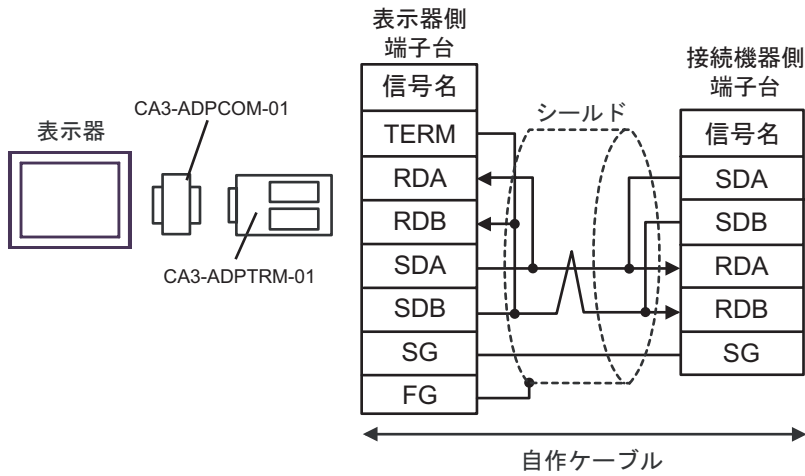 表示器
CA3-ADPCOM-01
CA3-ADPTRM-01
表示器側
端子台
信号名
TERM
RDA
RDB
SDA
SDB
SG
FG
シールド
接続機器側
端子台
信号名
SDA
SDB
RDA
RDB
SG
自作ケーブル